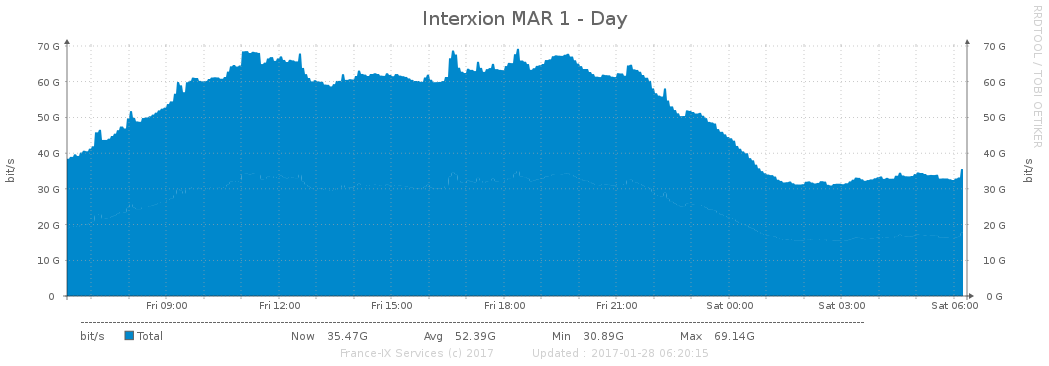 Interxion MAR 1 - Day
RRDTOOL / TOBI OETIKER
70 G 70 G
60 G 60 G
50 G 50 G
40 G 40 G
30 G 30 G
20 G 20 G
10 G 10 G
0 0 G
bit/s bit/s
Fri 09:00 Fri 12:00 Fri 15:00 Fri 18:00 Fri 21:00 Sat 00:00 Sat 03:00 Sat 06:00
bit/s Total Now 35.47G Avg 52.39G Min 30.89G Max 69.14G
France-IX Services (c) 2017 Updated : 2017-01-28 06:20:15